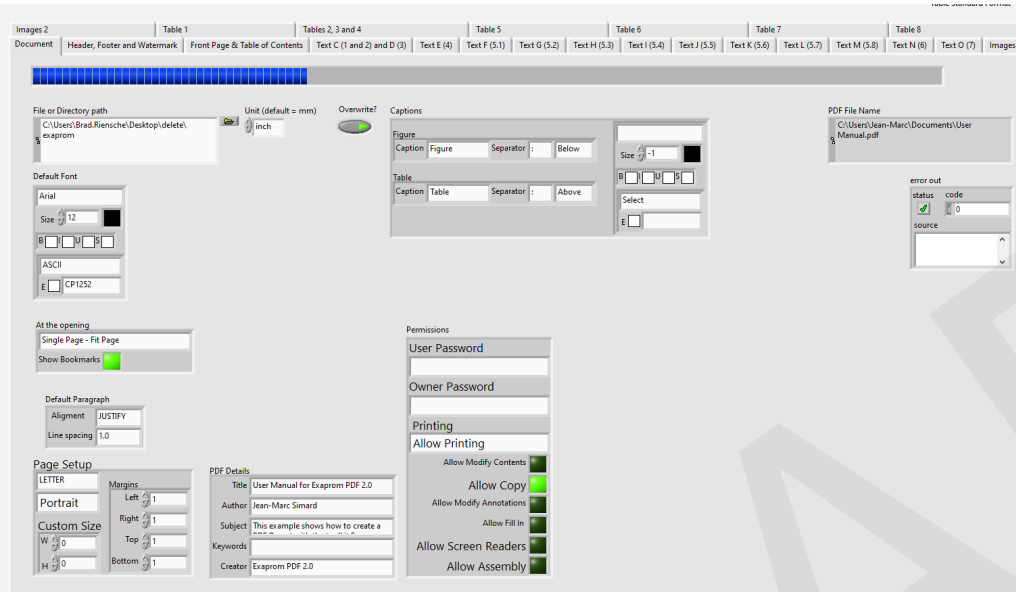 Table Standard Format
Images 2 Table 1 Tables 2, 3 and 4 Table 5 Table 6 Table 7 Table 8
Document Header, Footer and Watermark Front Page & Table of Contents Text C (1 and 2) and D (3) Text E (4) Text F (5.1) Text G (5.2) Text H (5.3) Text I (5.4) Text J (5.5) Text K (5.6) Text L (5.7) Text M (5.8) Text N (6) Text O (7) Images
File or Directory path
C:\Users\Brad.Riensche\Desktop\delete\
exaprom
Unit (default = mm)
inch
Overwrite?
Captions
Figure
Caption Figure Separator : Below
Table
Caption Table Separator : Above
Size -1
B I U S
Select
E
PDF File Name
C:\Users\Jean-Marc\Documents\User
Manual.pdf
error out
status code
0
source
Default Font
Arial
Size 12
B I U S
ASCII
E CP1252
At the opening
Single Page - Fit Page
Show Bookmarks
Default Paragraph
Aligment JUSTIFY
Line spacing 1.0
Page Setup
LETTER
Portrait
Custom Size
W 0
H 0
Margins
Left 1
Right 1
Top 1
Bottom 1
PDF Details
Title User Manual for Exaprom PDF 2.0
Author Jean-Marc Simard
Subject This example shows how to create a
Keywords
Creator Exaprom PDF 2.0
Permissions
User Password
Owner Password
Printing
Allow Printing
Allow Modify Contents
Allow Copy
Allow Modify Annotations
Allow Fill In
Allow Screen Readers
Allow Assembly